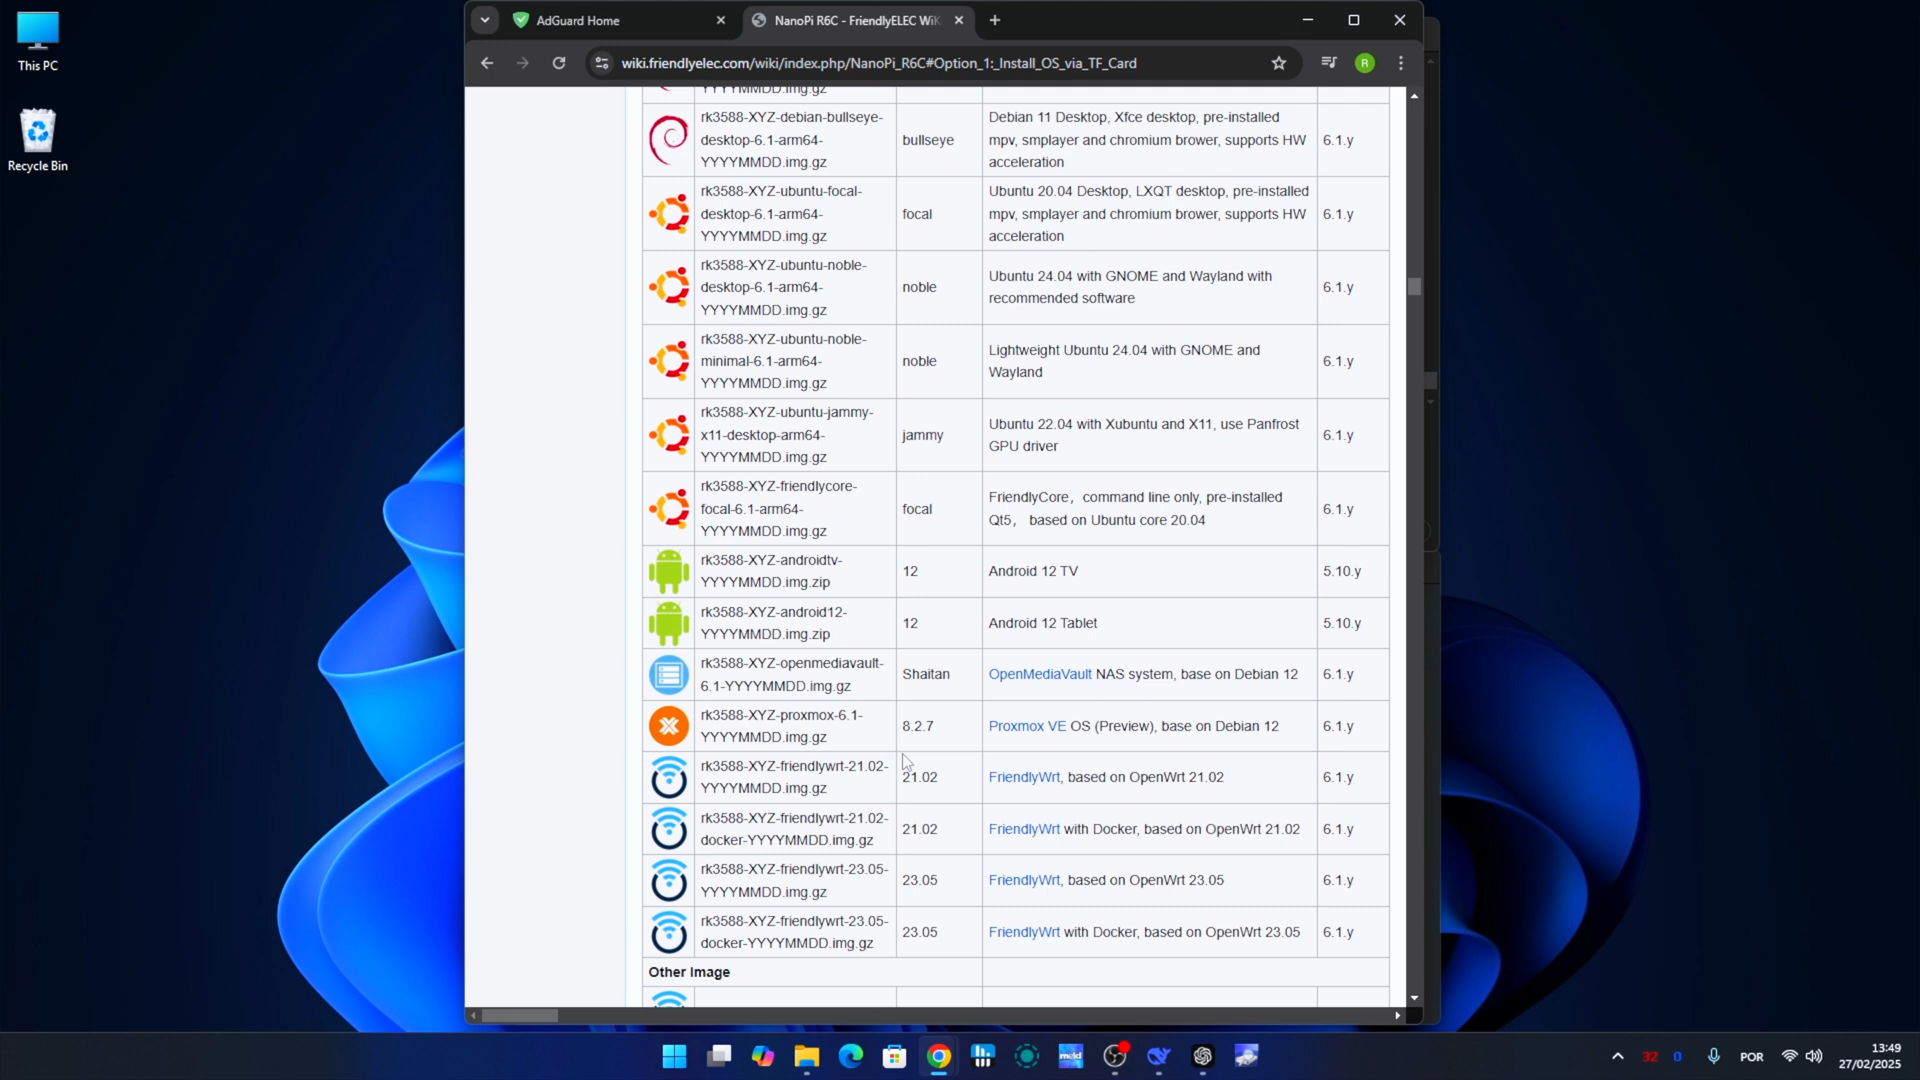 This PC
Recycle Bin
AdGuard Home
NanoPi R6C - FriendlyELEC WiK
wiki.friendlyelec.com/wiki/index.php/NanoPi_R6C#Option_1:_Install_OS_via_TF_Card
R
YYYYMMDD.img.gz
rk3588-XYZ-debian-bullseye-
desktop-6.1-arm64-
YYYYMMDD.img.gz
bullseye
Debian 11 Desktop, Xfce desktop, pre-installed
mpv, smplayer and chromium brower, supports HW
acceleration
6.1.y
rk3588-XYZ-ubuntu-focal-
desktop-6.1-arm64-
YYYYMMDD.img.gz
focal
Ubuntu 20.04 Desktop, LXQT desktop, pre-installed
mpv, smplayer and chromium brower, supports HW
acceleration
6.1.y
rk3588-XYZ-ubuntu-noble-
desktop-6.1-arm64-
YYYYMMDD.img.gz
noble
Ubuntu 24.04 with GNOME and Wayland with
recommended software
6.1.y
rk3588-XYZ-ubuntu-noble-
minimal-6.1-arm64-
YYYYMMDD.img.gz
noble
Lightweight Ubuntu 24.04 with GNOME and
Wayland
6.1.y
rk3588-XYZ-ubuntu-jammy-
x11-desktop-arm64-
YYYYMMDD.img.gz
jammy
Ubuntu 22.04 with Xubuntu and X11, use Panfrost
GPU driver
6.1.y
rk3588-XYZ-friendlycore-
focal-6.1-arm64-
YYYYMMDD.img.gz
focal
FriendlyCore，command line only, pre-installed
Qt5， based on Ubuntu core 20.04
6.1.y
rk3588-XYZ-androidtv-
YYYYMMDD.img.zip
12
Android 12 TV
5.10.y
rk3588-XYZ-android12-
YYYYMMDD.img.zip
12
Android 12 Tablet
5.10.y
rk3588-XYZ-openmediavault-
6.1-YYYYMMDD.img.gz
Shaitan
OpenMediaVault NAS system, base on Debian 12
6.1.y
rk3588-XYZ-proxmox-6.1-
YYYYMMDD.img.gz
8.2.7
Proxmox VE OS (Preview), base on Debian 12
6.1.y
rk3588-XYZ-friendlywrt-21.02-
YYYYMMDD.img.gz
21.02
FriendlyWrt, based on OpenWrt 21.02
6.1.y
rk3588-XYZ-friendlywrt-21.02-
docker-YYYYMMDD.img.gz
21.02
FriendlyWrt with Docker, based on OpenWrt 21.02
6.1.y
rk3588-XYZ-friendlywrt-23.05-
YYYYMMDD.img.gz
23.05
FriendlyWrt, based on OpenWrt 23.05
6.1.y
rk3588-XYZ-friendlywrt-23.05-
docker-YYYYMMDD.img.gz
23.05
FriendlyWrt with Docker, based on OpenWrt 23.05
6.1.y
Other Image
32
0
POR
13:49
27/02/2025